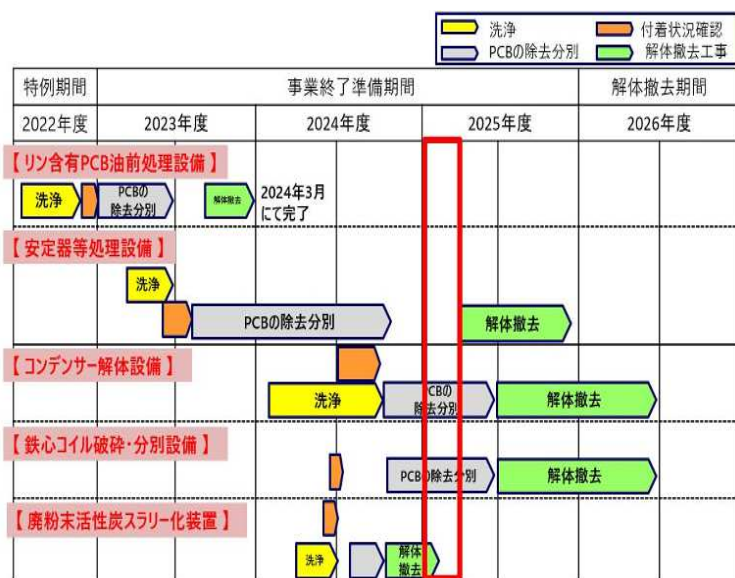 洗浄
付着状況確認
PCBの除去分別
解体撤去工事
特例期間
事業終了準備期間
解体撤去期間
2022年度
2023年度
2024年度
2025年度
2026年度
【 リン含有PCB油前処理設備 】
洗浄
PCBの
除去分別
解体撤去
2024年3月
にて完了
【 安定器等処理設備 】
洗浄
PCBの除去分別
解体撤去
【 コンデンサー解体設備 】
洗浄
PCBの
除去分別
解体撤去
【 鉄心コイル破砕・分別設備 】
PCBの除去分別
解体撤去
【 廃粉末活性炭スラリー化装置 】
洗浄
解体
撤去